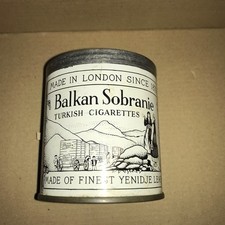 MADE IN LONDON SINCE
Balkan Sobranie
TURKISH CIGARETTES
MADE OF FINEST YENIDJE